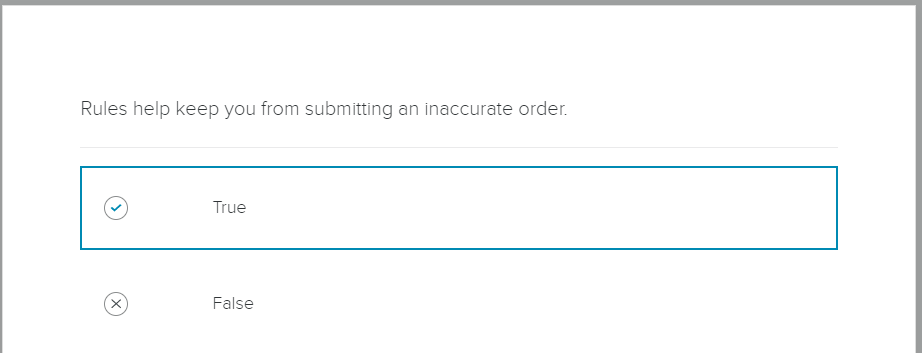 Rules help keep you from submitting an inaccurate order.
True
False